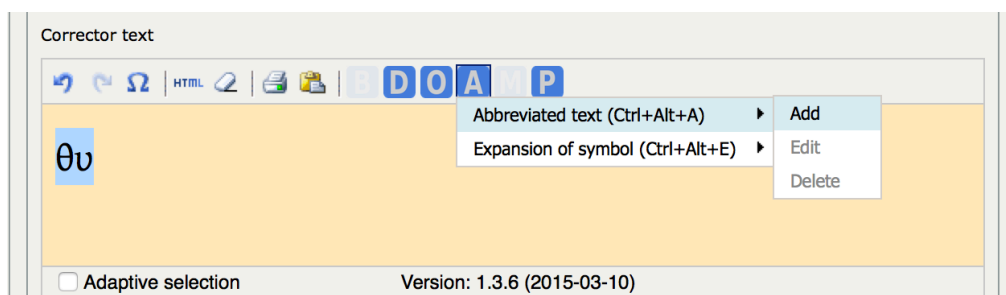 Corrector text
Ω HTML B D O A M P
Abbreviated text (Ctrl+Alt+A) Add
θυ Expansion of symbol (Ctrl+Alt+E) Edit
Delete
Adaptive selection Version: 1.3.6 (2015-03-10)